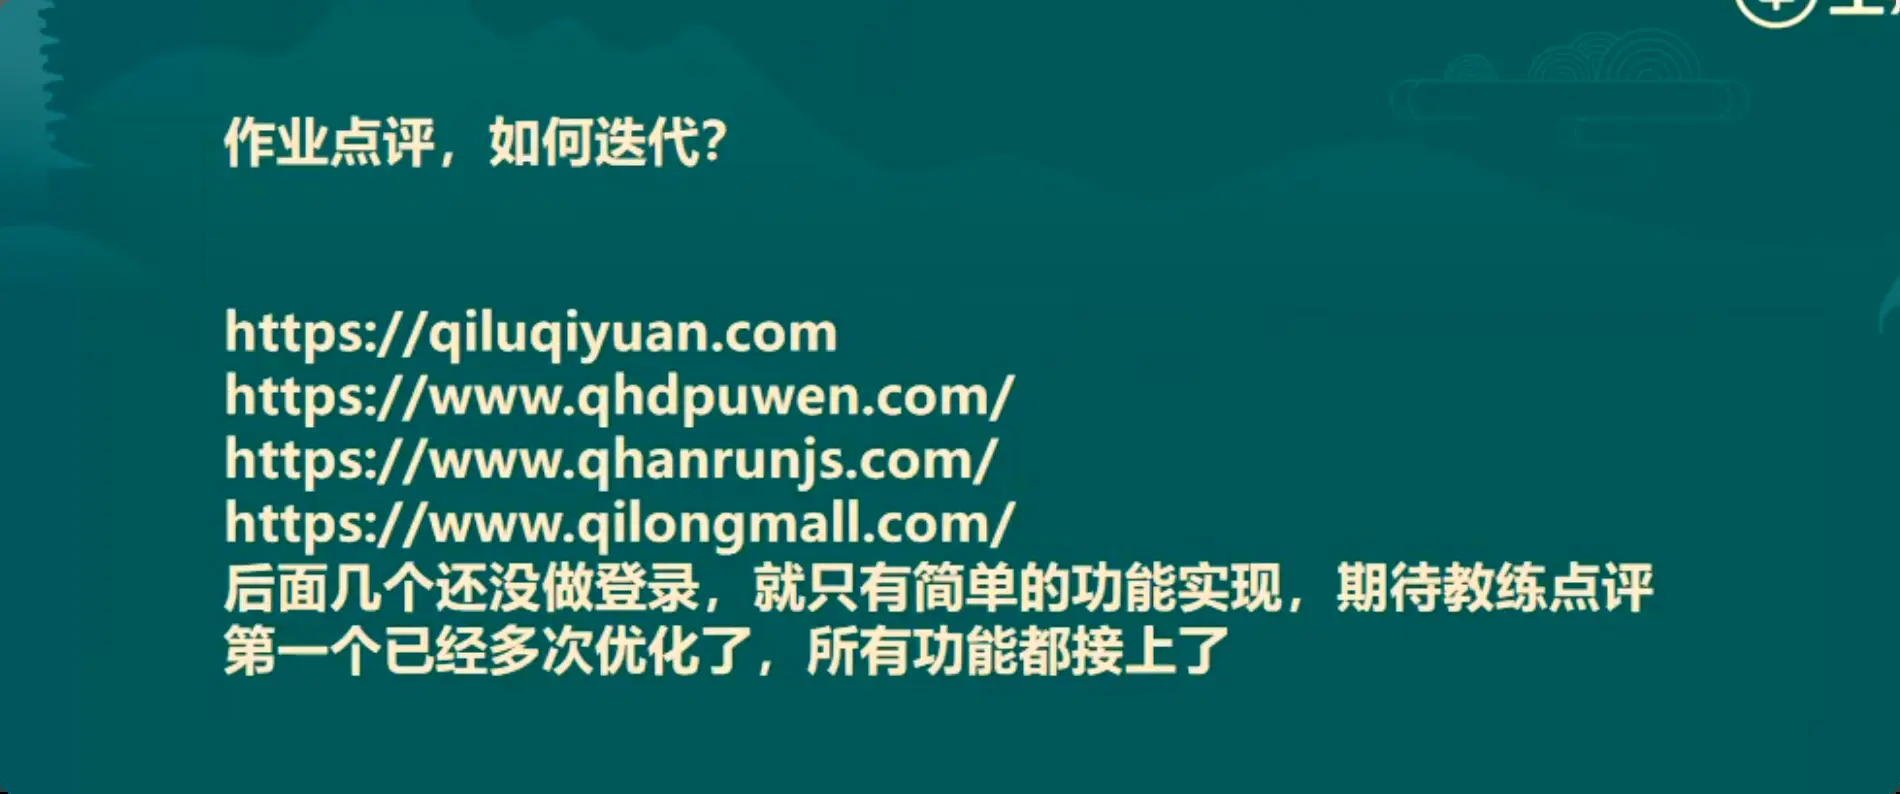 作业点评，如何迭代？
https://qiluqiyuan.com
https://www.qhdpuwen.com/
https://www.qhanrunjs.com/
https://www.qilongmall.com/
后面几个还没做登录，就只有简单的功能实现，期待教练点评
第一个已经多次优化了，所有功能都接上了